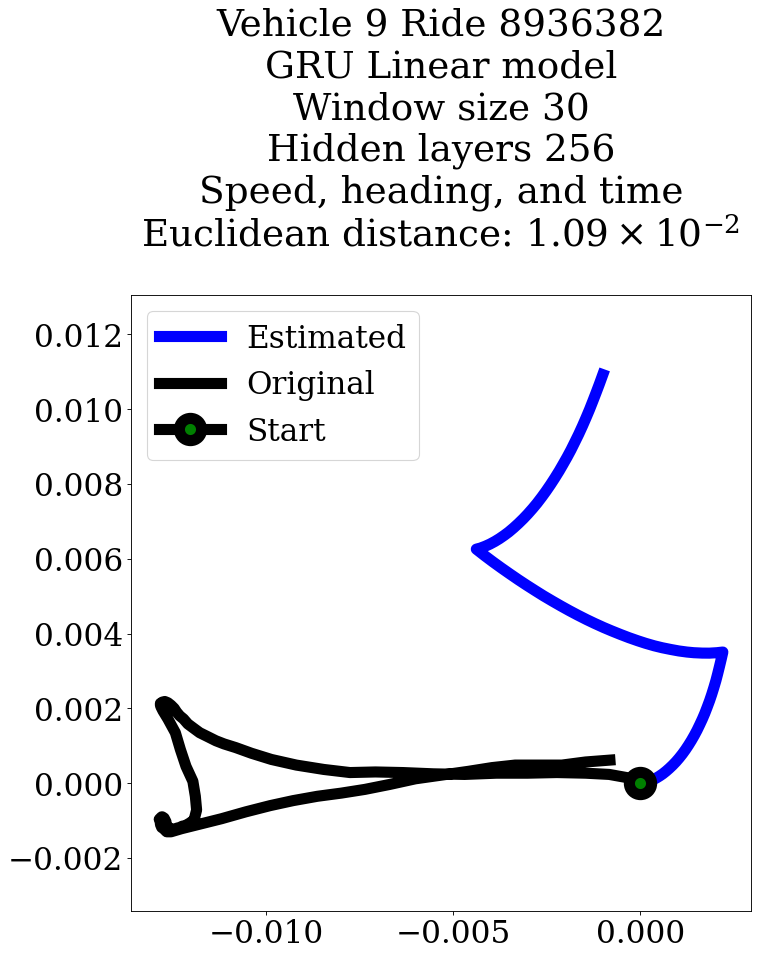 Vehicle 9 Ride 8936382
GRU Linear model
Window size 30
Hidden layers 256
Speed, heading, and time
Euclidean distance: 1.09 × 10⁻²
Estimated
Original
Start
0.012
0.010
0.008
0.006
0.004
0.002
0.000
−0.002
−0.010
−0.005
0.000